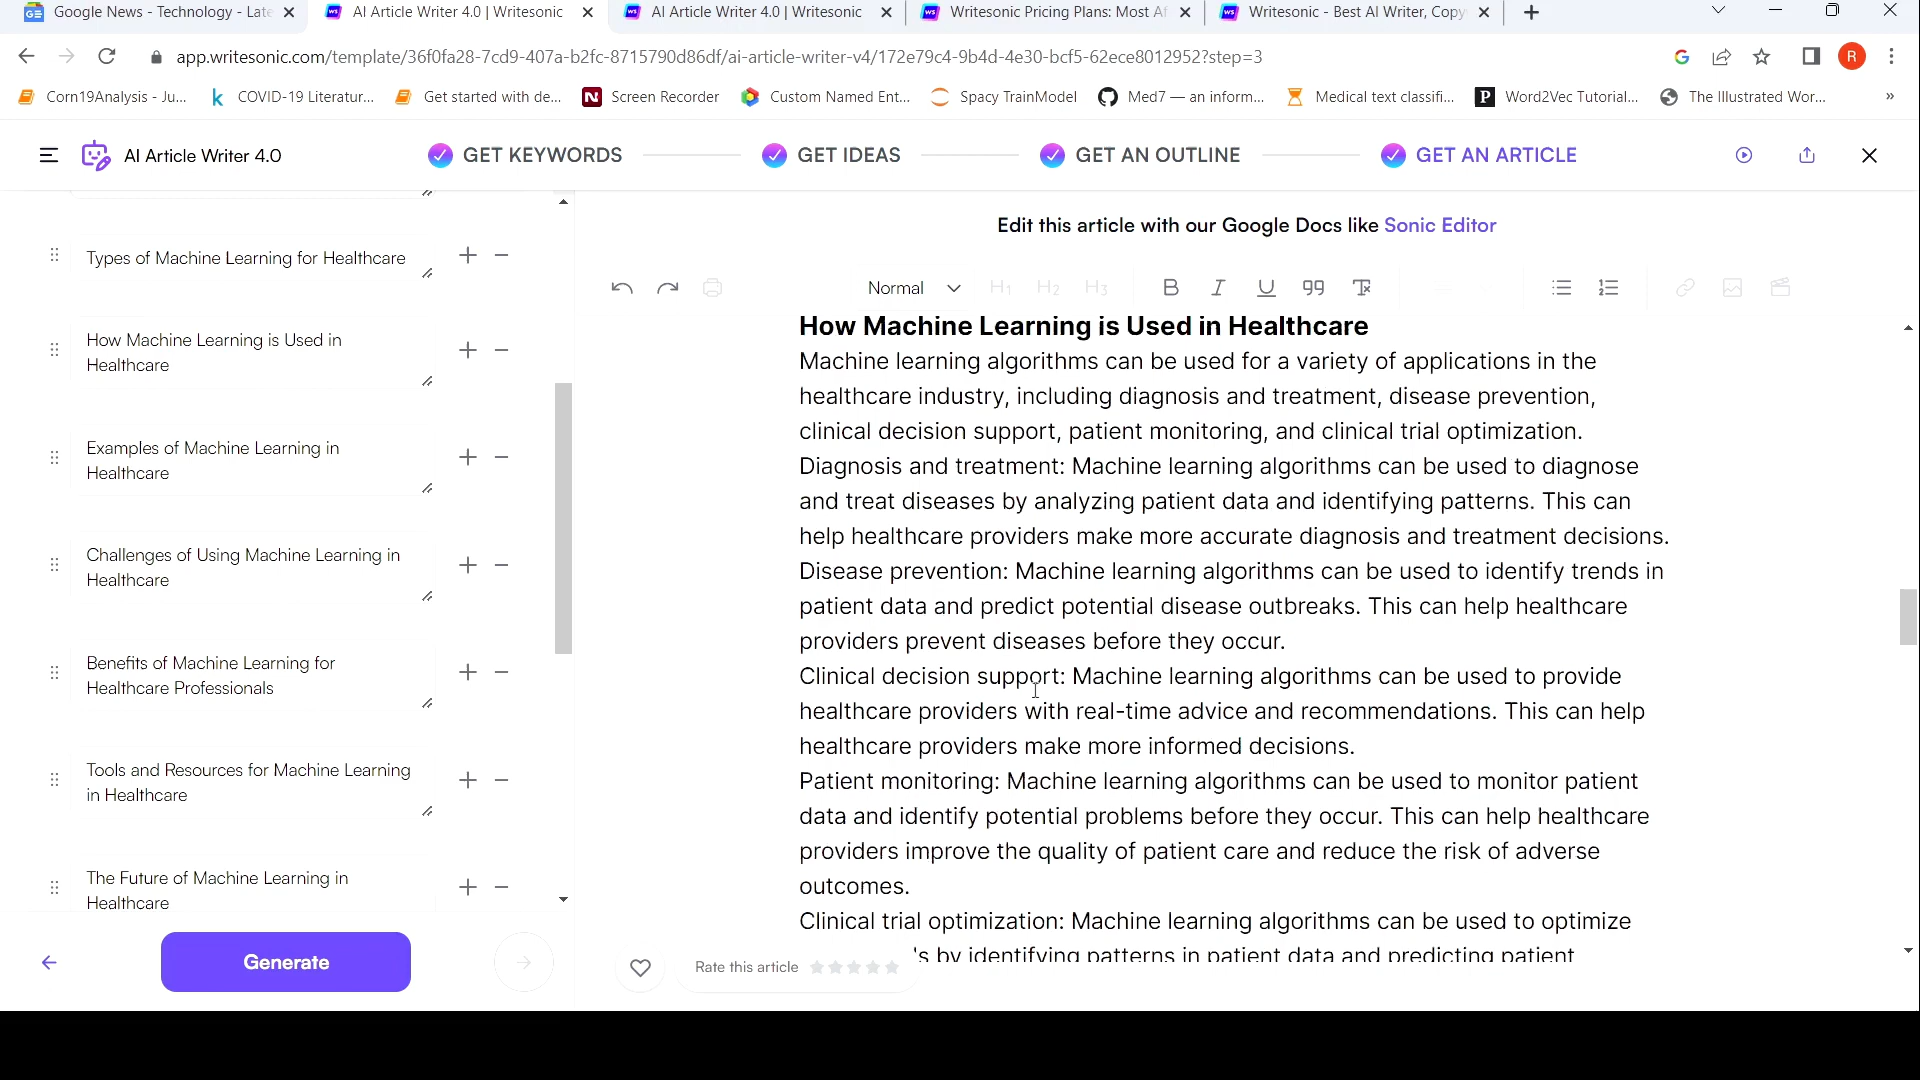 Google News - Technology - Late
AI Article Writer 4.0 | Writesonic
AI Article Writer 4.0 | Writesonic
Writesonic Pricing Plans: Most Af
Writesonic - Best AI Writer, Copy
app.writesonic.com/template/36f0fa28-7cd9-407a-b2fc-8715790d86df/ai-article-writer-v4/172e79c4-9b4d-4e30-bcf5-62ece8012952?step=3
R
Corn19Analysis - Ju...
COVID-19 Literatur...
Get started with de...
Screen Recorder
Custom Named Ent...
Spacy TrainModel
Med7 — an inform...
Medical text classifi...
Word2Vec Tutorial...
The Illustrated Wor...
»
AI Article Writer 4.0
GET KEYWORDS
GET IDEAS
GET AN OUTLINE
GET AN ARTICLE
Types of Machine Learning for Healthcare
How Machine Learning is Used in
Healthcare
Examples of Machine Learning in
Healthcare
Challenges of Using Machine Learning in
Healthcare
Benefits of Machine Learning for
Healthcare Professionals
Tools and Resources for Machine Learning
in Healthcare
The Future of Machine Learning in
Healthcare
Generate
Edit this article with our Google Docs like Sonic Editor
Normal H1 H2 H3 B I U
How Machine Learning is Used in Healthcare
Machine learning algorithms can be used for a variety of applications in the
healthcare industry, including diagnosis and treatment, disease prevention,
clinical decision support, patient monitoring, and clinical trial optimization.
Diagnosis and treatment: Machine learning algorithms can be used to diagnose
and treat diseases by analyzing patient data and identifying patterns. This can
help healthcare providers make more accurate diagnosis and treatment decisions.
Disease prevention: Machine learning algorithms can be used to identify trends in
patient data and predict potential disease outbreaks. This can help healthcare
providers prevent diseases before they occur.
Clinical decision support: Machine learning algorithms can be used to provide
healthcare providers with real-time advice and recommendations. This can help
healthcare providers make more informed decisions.
Patient monitoring: Machine learning algorithms can be used to monitor patient
data and identify potential problems before they occur. This can help healthcare
providers improve the quality of patient care and reduce the risk of adverse
outcomes.
Clinical trial optimization: Machine learning algorithms can be used to optimize
's by identifying patterns in patient data and predicting patient
Rate this article